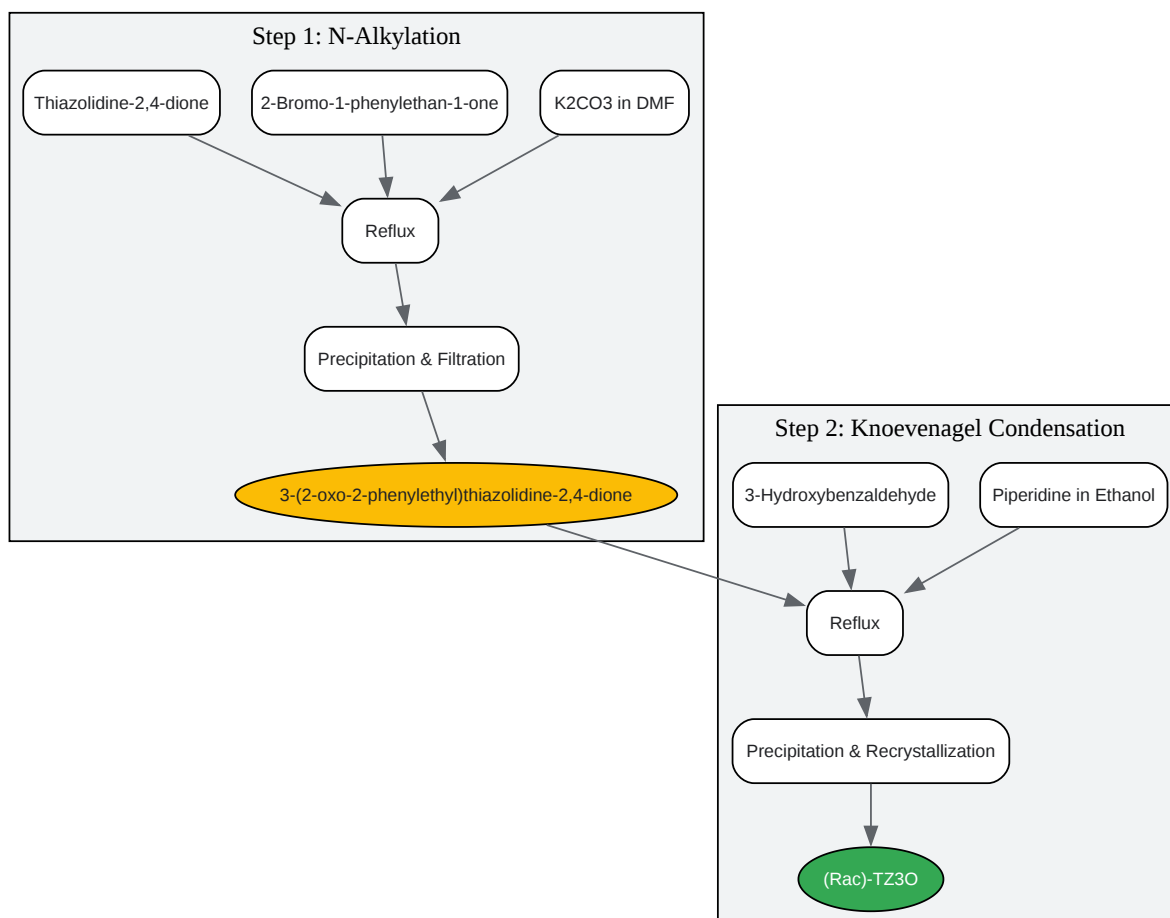 Step 1: N-Alkylation
Thiazolidine-2,4-dione
2-Bromo-1-phenylethan-1-one
K2CO3 in DMF
Reflux
Precipitation & Filtration
3-(2-oxo-2-phenylethyl)thiazolidine-2,4-dione
Step 2: Knoevenagel Condensation
3-Hydroxybenzaldehyde
Piperidine in Ethanol
Reflux
Precipitation & Recrystallization
(Rac)-TZ3O